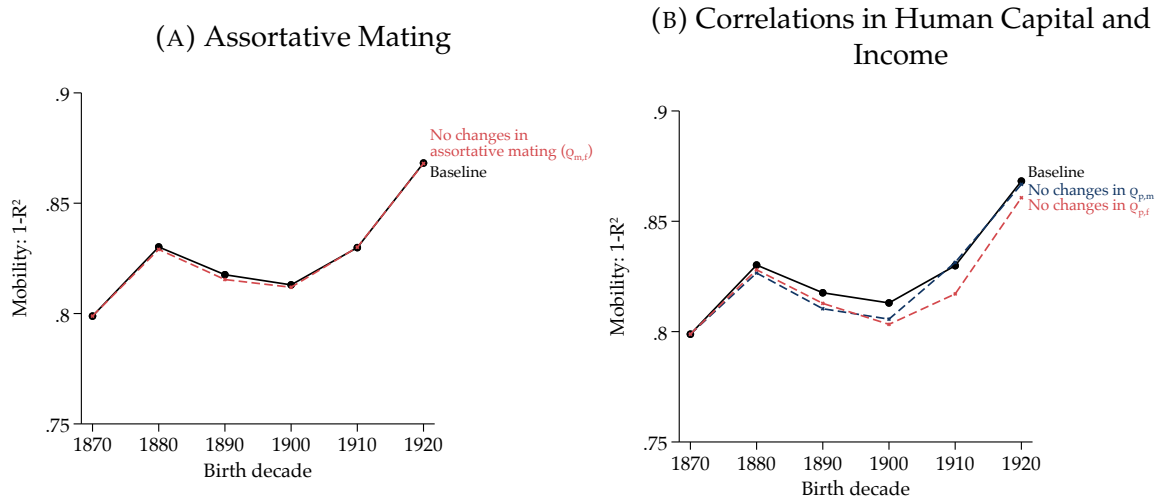 (A) Assortative Mating
.9
.85
.8
.75
Mobility: 1-R²
1870 1880 1890 1900 1910 1920
Birth decade
No changes in
assortative mating (ϱm,f)
Baseline
(B) Correlations in Human Capital and
Income
.9
.85
.8
.75
Mobility: 1-R²
1870 1880 1890 1900 1910 1920
Birth decade
Baseline
No changes in ϱp,m
No changes in ϱp,f